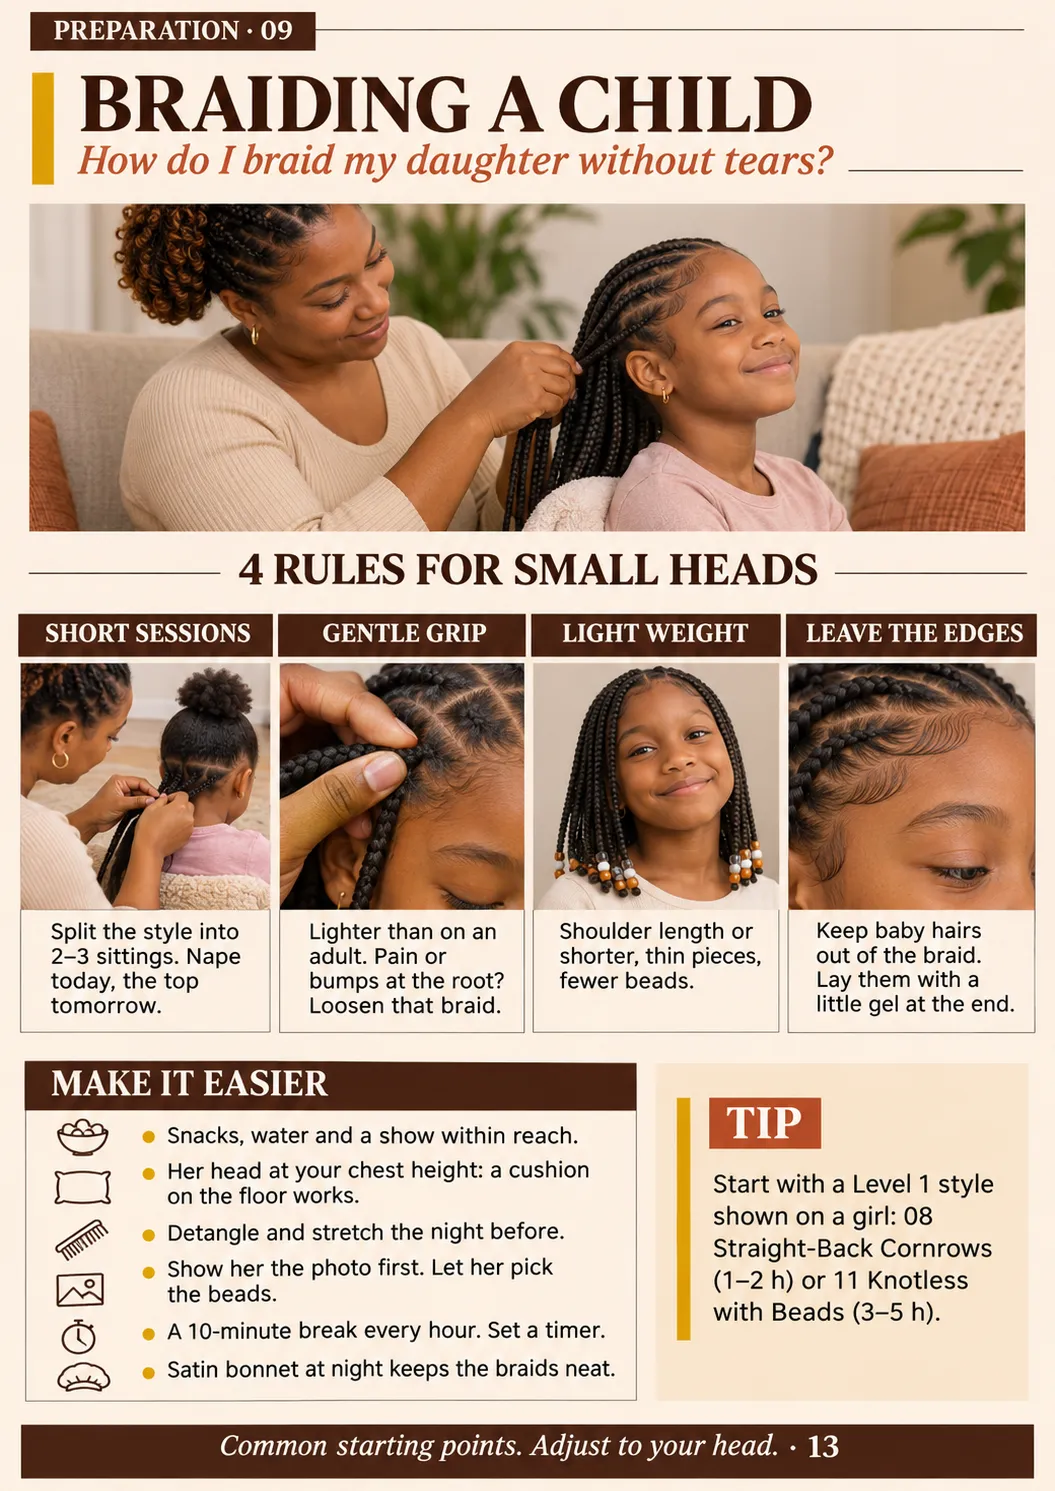 PREPARATION · 09
BRAIDING A CHILD
How do I braid my daughter without tears?
4 RULES FOR SMALL HEADS
SHORT SESSIONS
Split the style into
2–3 sittings. Nape
today, the top
tomorrow.
GENTLE GRIP
Lighter than on an
adult. Pain or
bumps at the root?
Loosen that braid.
LIGHT WEIGHT
Shoulder length or
shorter, thin pieces,
fewer beads.
LEAVE THE EDGES
Keep baby hairs
out of the braid.
Lay them with a
little gel at the end.
MAKE IT EASIER
Snacks, water and a show within reach.
Her head at your chest height: a cushion
on the floor works.
Detangle and stretch the night before.
Show her the photo first. Let her pick
the beads.
A 10-minute break every hour. Set a timer.
Satin bonnet at night keeps the braids neat.
TIP
Start with a Level 1 style
shown on a girl: 08
Straight-Back Cornrows
(1–2 h) or 11 Knotless
with Beads (3–5 h).
Common starting points. Adjust to your head. · 13